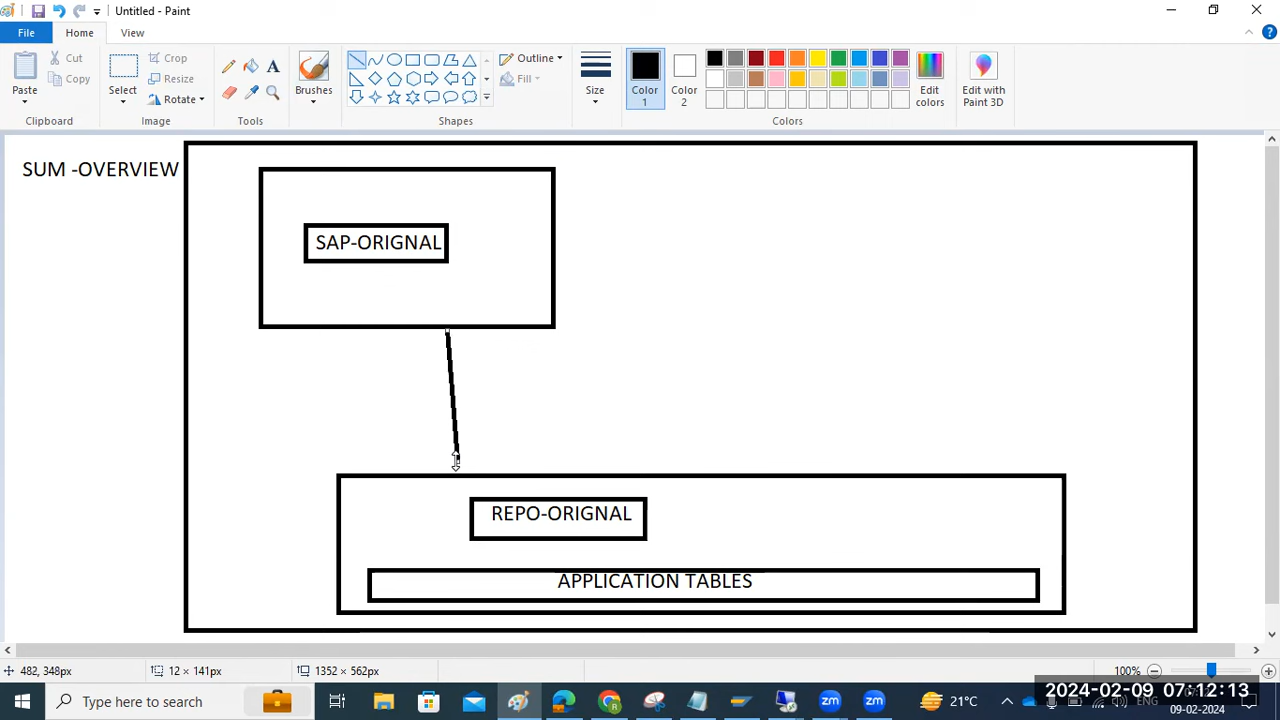 Untitled - Paint
File
Home
View
Paste
Cut
Copy
Clipboard
Select
Crop
Resize
Rotate
Image
A
Tools
Brushes
Outline
Fill
Shapes
Size
Color 1
Color 2
Edit colors
Edit with Paint 3D
Colors
SUM -OVERVIEW
SAP-ORIGNAL
REPO-ORIGNAL
APPLICATION TABLES
482, 348px
12 × 141px
1352 × 562px
100%
Type here to search
21°C
ENG
2024-02-09 07:12:13
09-02-2024